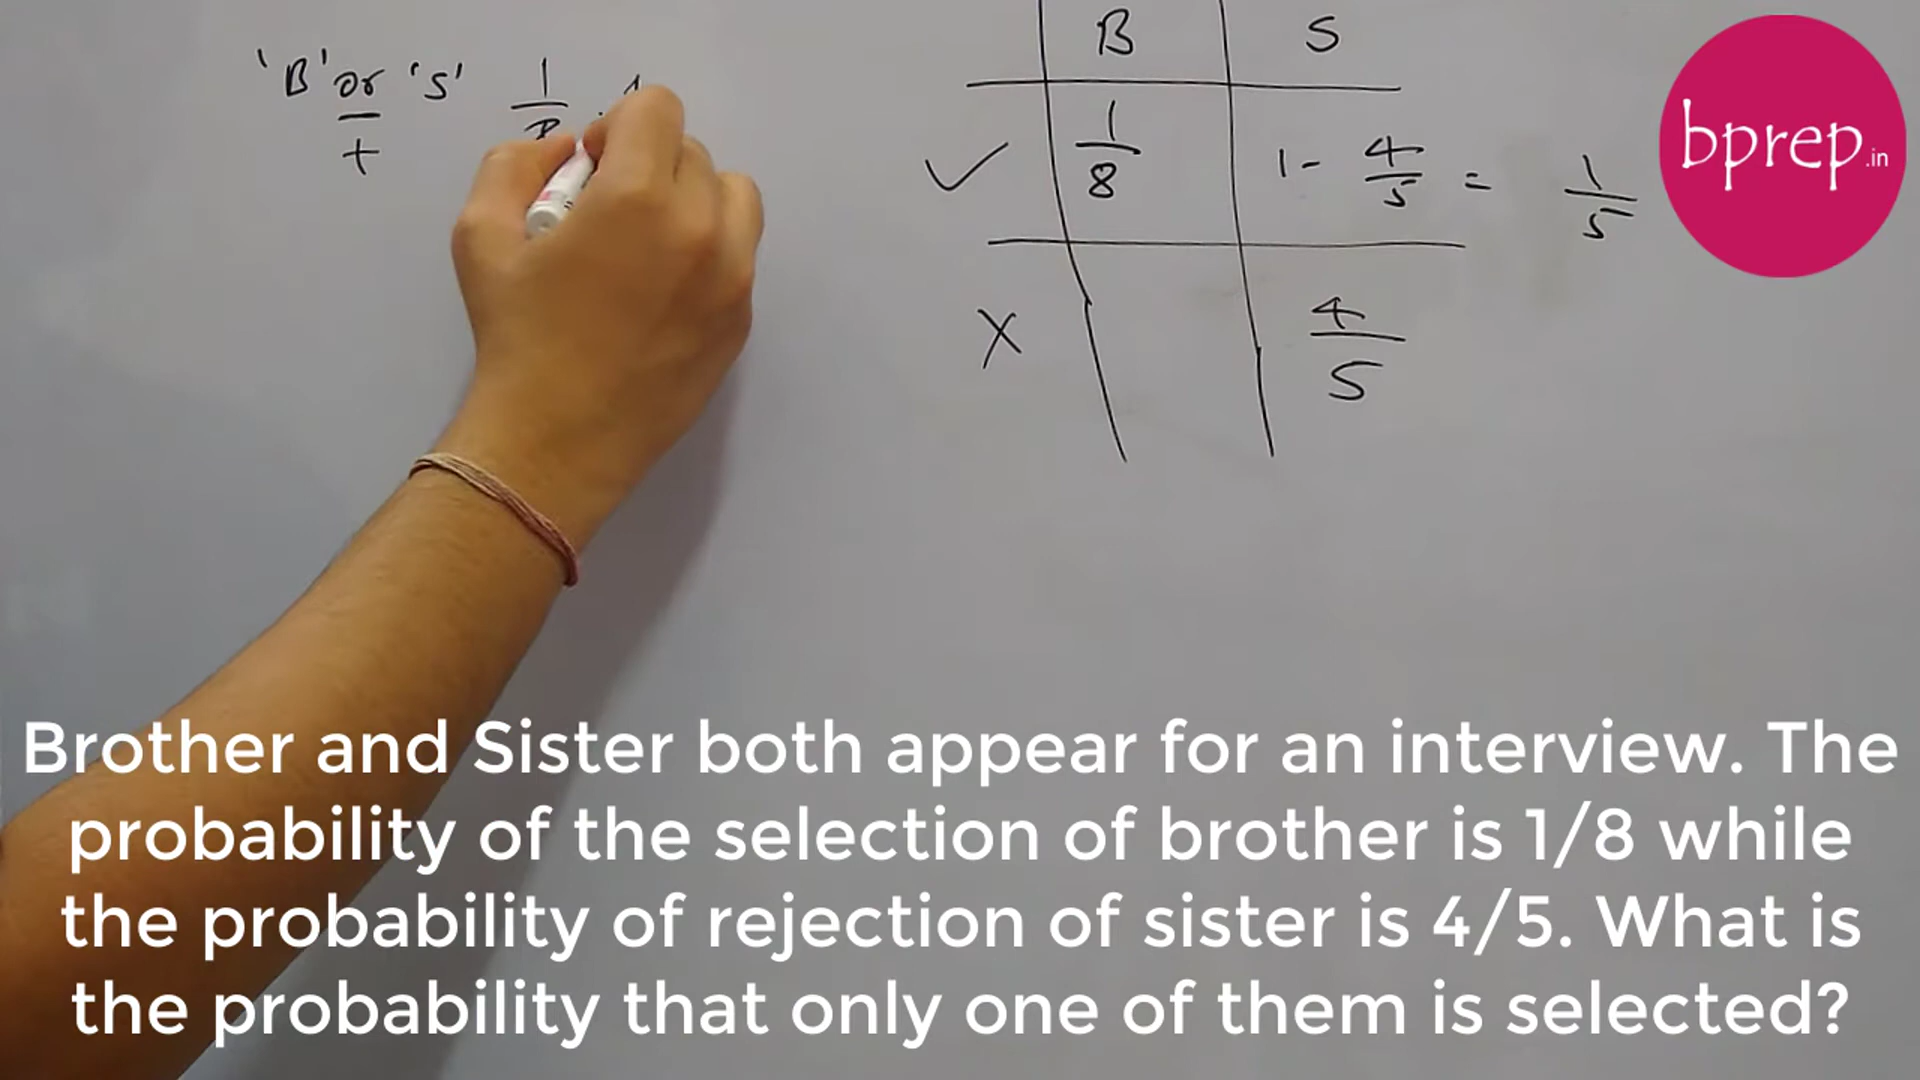 'B' or 'S' 1
+
B S
1
8
1 - 4/5 = 1/5
4
5
bprep.in
Brother and Sister both appear for an interview. The
probability of the selection of brother is 1/8 while
the probability of rejection of sister is 4/5. What is
the probability that only one of them is selected?